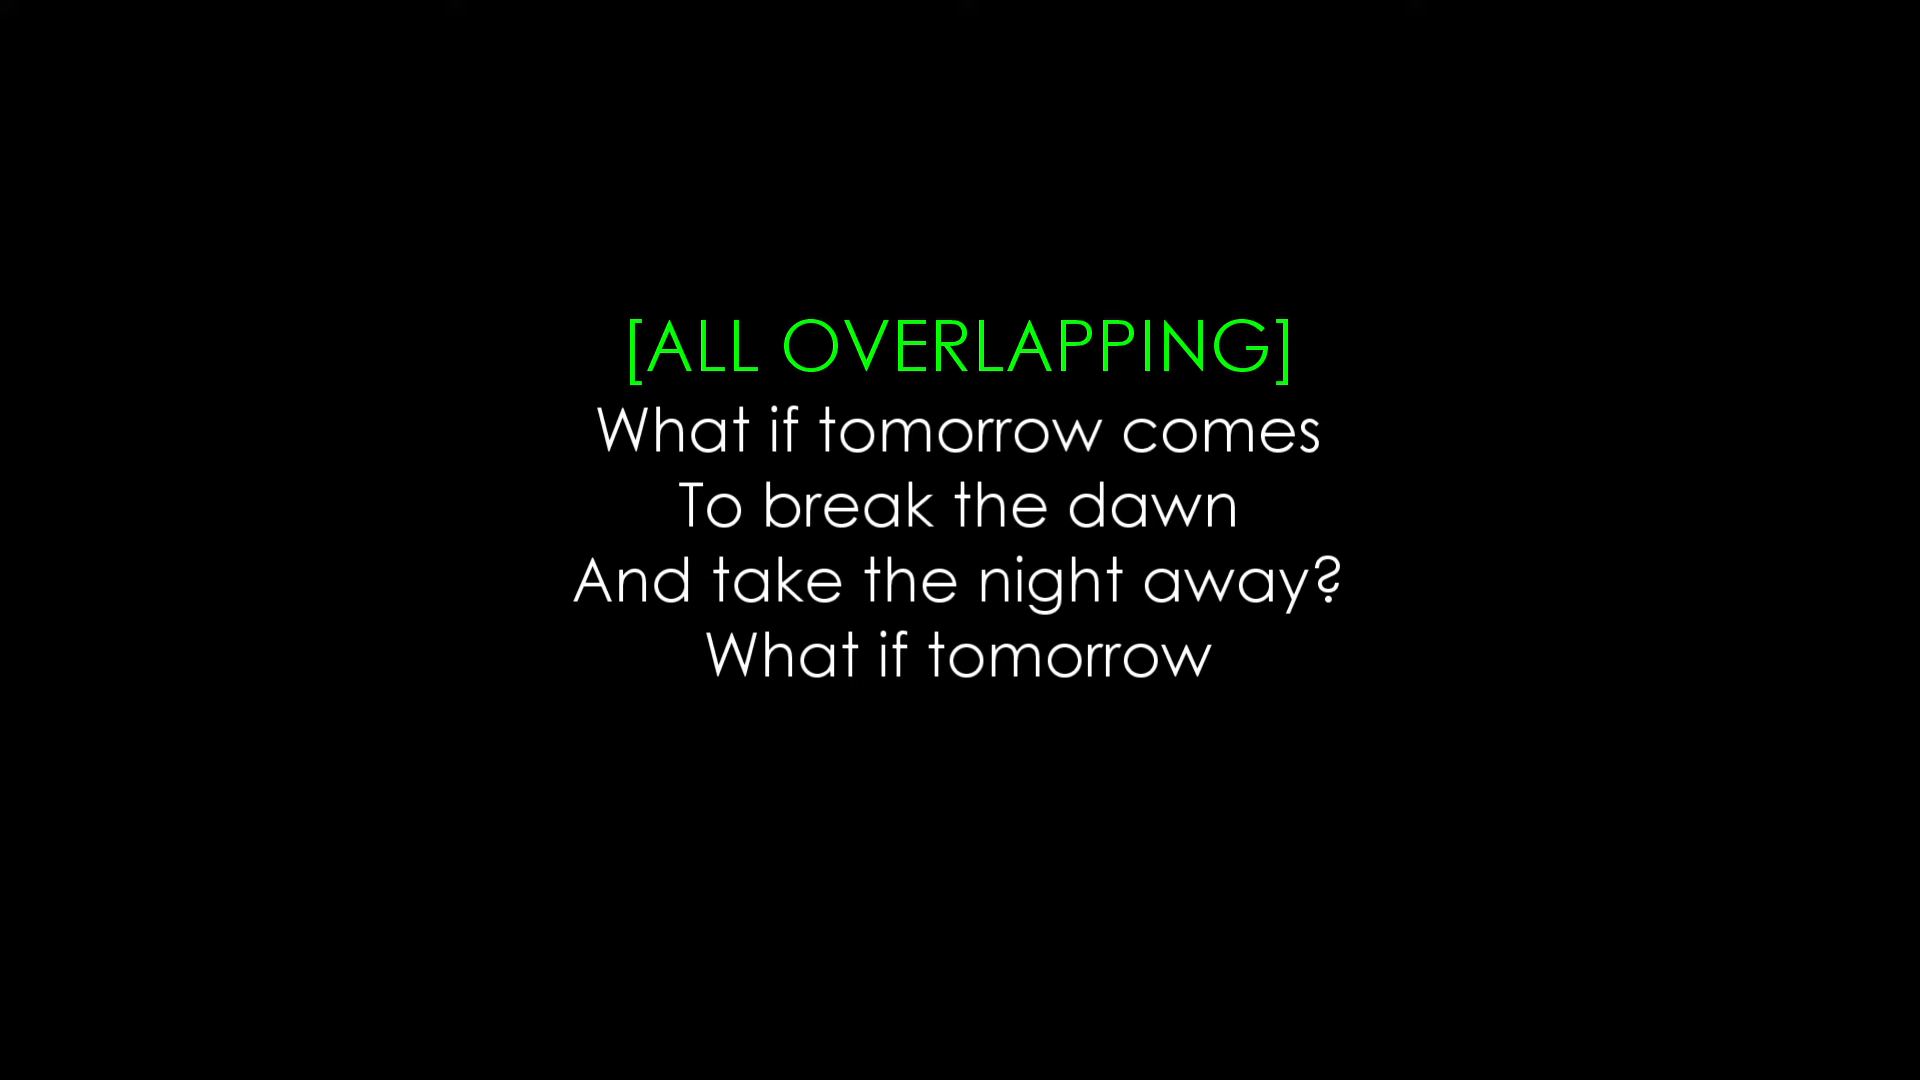 [ALL OVERLAPPING]
What if tomorrow comes
To break the dawn
And take the night away?
What if tomorrow